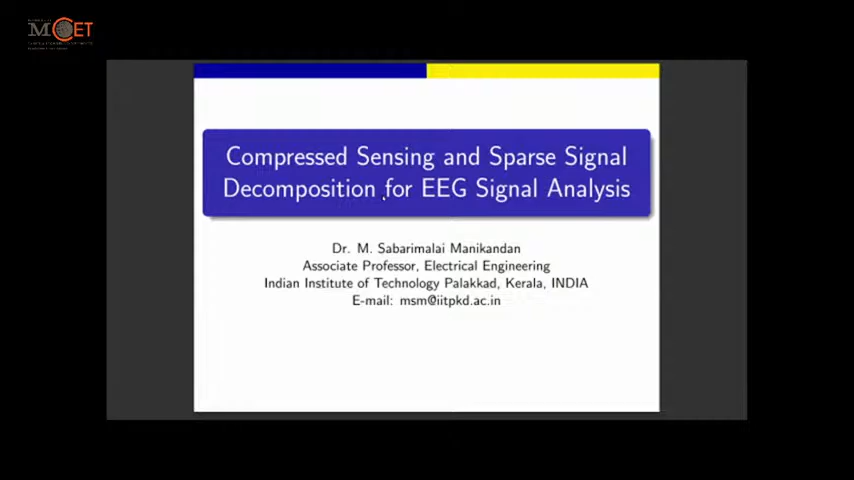 MCET
Compressed Sensing and Sparse Signal
Decomposition for EEG Signal Analysis
Dr. M. Sabarimalai Manikandan
Associate Professor, Electrical Engineering
Indian Institute of Technology Palakkad, Kerala, INDIA
E-mail: msm@iitpkd.ac.in